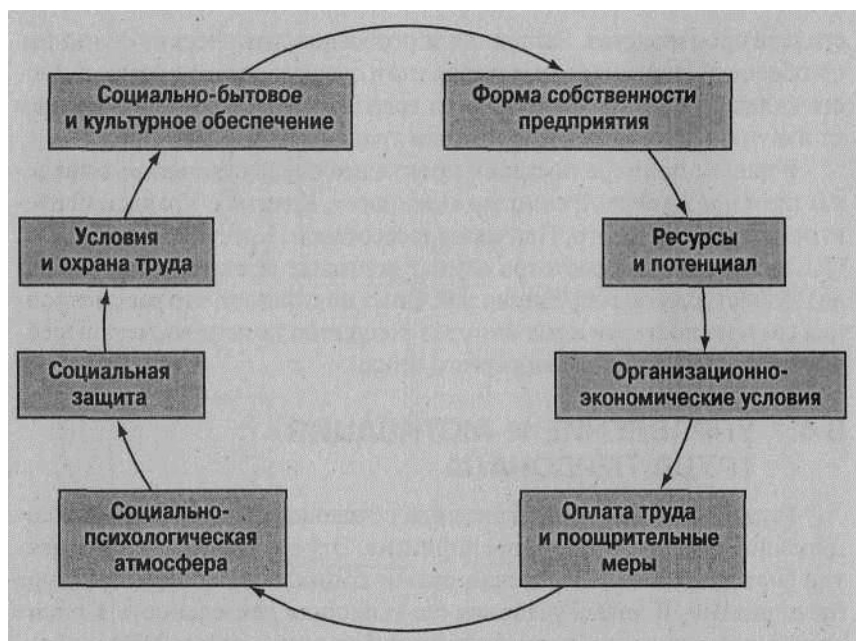 Социально-бытовое
и культурное обеспечение
Форма собственности
предприятия
Ресурсы
и потенциал
Организационно-
экономические условия
Оплата труда
и поощрительные
меры
Социально-
психологическая
атмосфера
Социальная
защита
Условия
и охрана труда